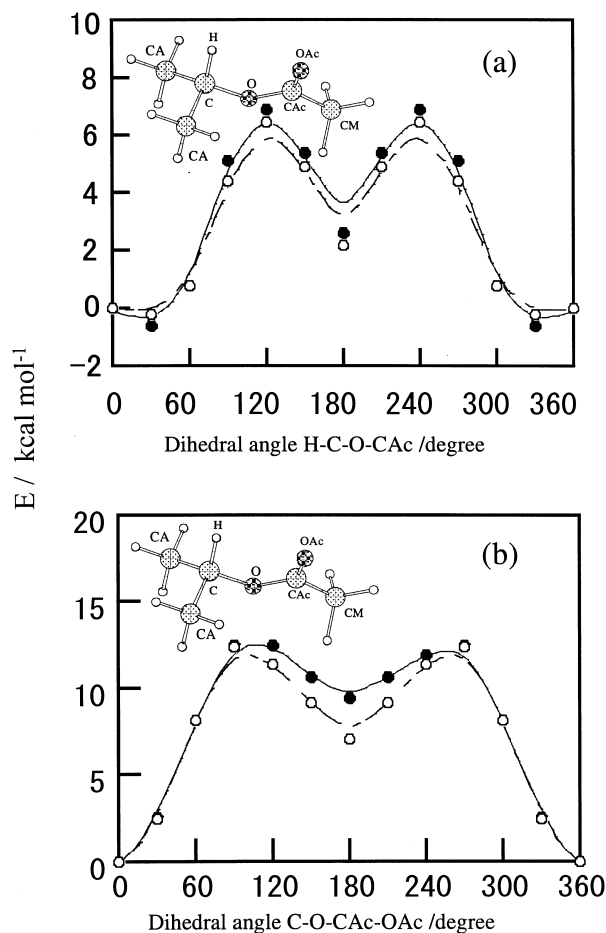 E / kcal mol-1
10
8
6
4
2
0
-2
(a)
CA
H
OAc
C
O
CAc
CA
CM
0 60 120 180 240 300 360
Dihedral angle H-C-O-CAc /degree
20
15
10
5
0
(b)
H
CA
OAc
O
C
CAc
CM
CA
0 60 120 180 240 300 360
Dihedral angle C-O-CAc-OAc /degree